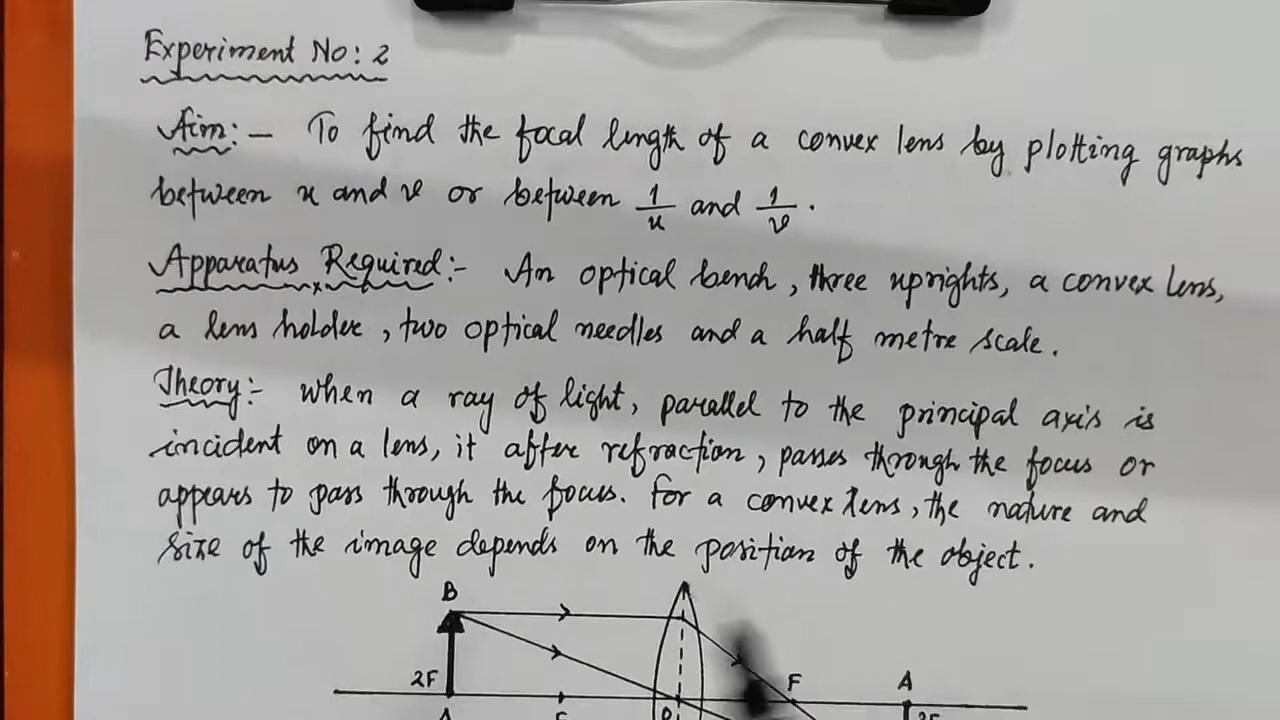 Experiment No: 2
Aim:- To find the focal length of a convex lens by plotting graphs
between u and v or between 1/u and 1/v.
Apparatus Required:- An optical bench, three uprights, a convex lens,
a lens holder, two optical needles and a half metre scale.
Theory:- When a ray of light, parallel to the principal axis is
incident on a lens, it after refraction, passes through the focus or
appears to pass through the focus. For a convex lens, the nature and
size of the image depends on the position of the object.
B
2F F A